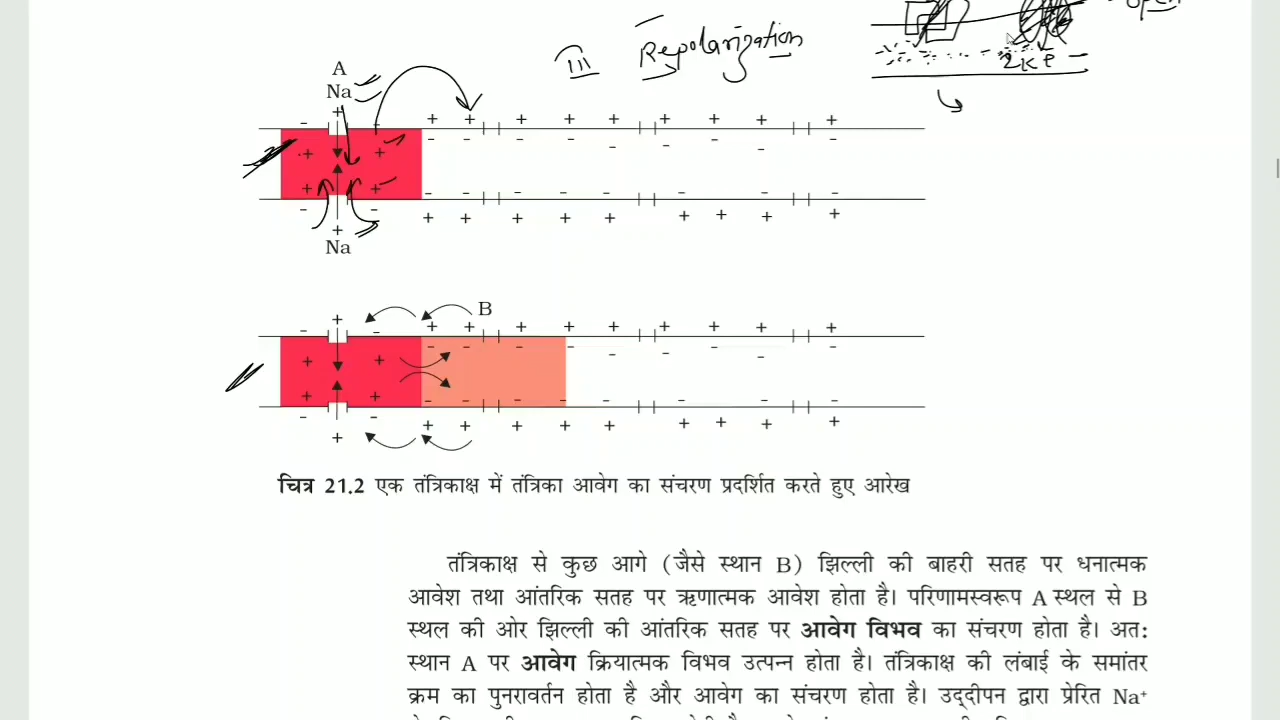 open
III Repolarization
2K+
A
Na
Na
B
चित्र 21.2 एक तंत्रिकाक्ष में तंत्रिका आवेग का संचरण प्रदर्शित करते हुए आरेख
तंत्रिकाक्ष से कुछ आगे (जैसे स्थान B) झिल्ली की बाहरी सतह पर धनात्मक
आवेश तथा आंतरिक सतह पर ऋणात्मक आवेश होता है। परिणामस्वरूप A स्थल से B
स्थल की ओर झिल्ली की आंतरिक सतह पर आवेग विभव का संचरण होता है। अत:
स्थान A पर आवेग क्रियात्मक विभव उत्पन्न होता है। तंत्रिकाक्ष की लंबाई के समांतर
क्रम का पुनरावर्तन होता है और आवेग का संचरण होता है। उद्दीपन द्वारा प्रेरित Na⁺